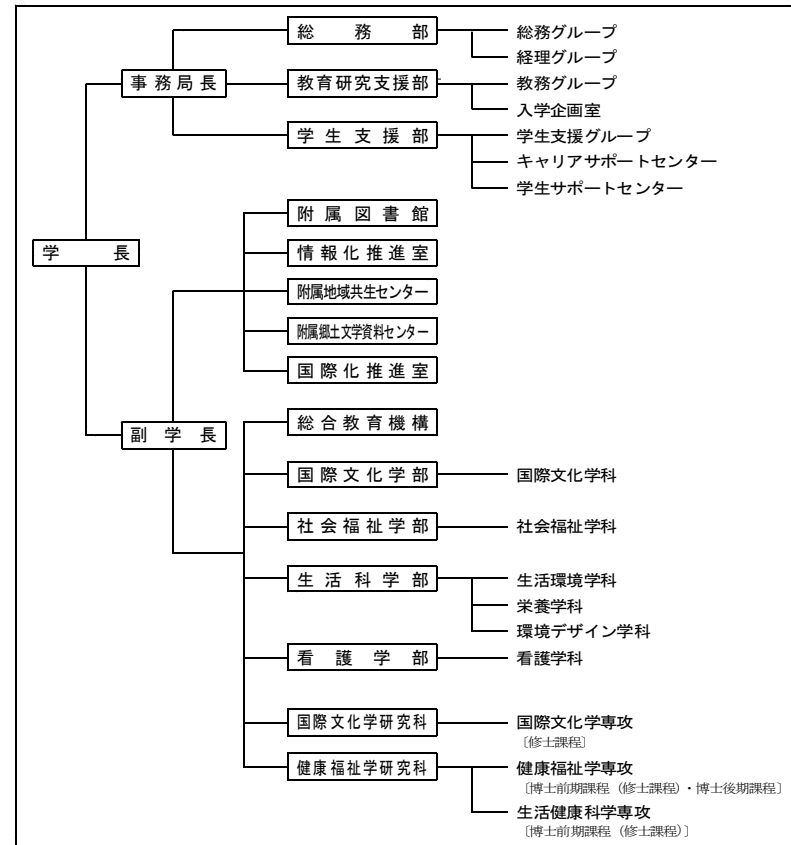 総務部
総務グループ
経理グループ
事務局長
教育研究支援部
教務グループ
入学企画室
学生支援部
学生支援グループ
キャリアサポートセンター
学生サポートセンター
附属図書館
学長
情報化推進室
附属地域共生センター
附属郷土文学資料センター
国際化推進室
副学長
総合教育機構
国際文化学部
国際文化学科
社会福祉学部
社会福祉学科
生活科学部
生活環境学科
栄養学科
環境デザイン学科
看護学部
看護学科
国際文化学研究科
国際文化学専攻
〔修士課程〕
健康福祉学研究科
健康福祉学専攻
〔博士前期課程(修士課程)・博士後期課程〕
生活健康科学専攻
〔博士前期課程(修士課程)〕